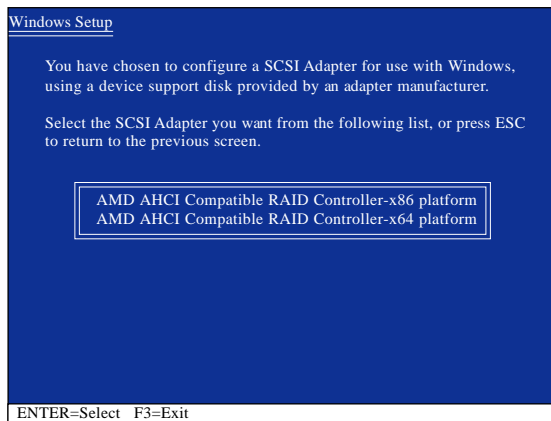 Windows Setup
You have chosen to configure a SCSI Adapter for use with Windows,
using a device support disk provided by an adapter manufacturer.
Select the SCSI Adapter you want from the following list, or press ESC
to return to the previous screen.
AMD AHCI Compatible RAID Controller-x86 platform
AMD AHCI Compatible RAID Controller-x64 platform
ENTER=Select F3=Exit